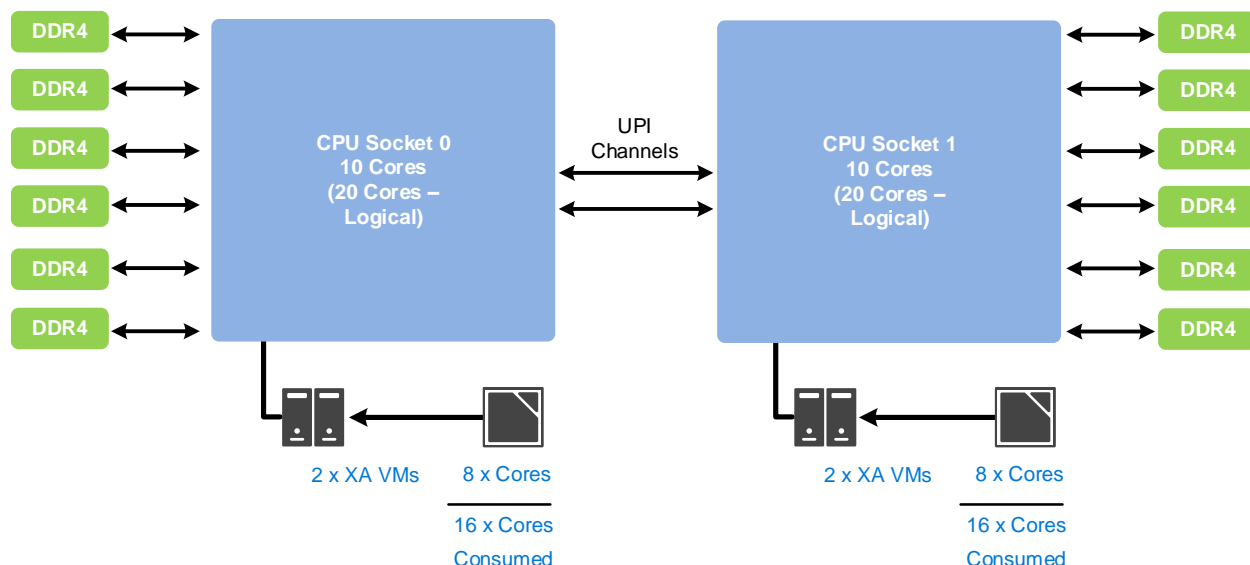 DDR4
DDR4
DDR4
DDR4
DDR4
DDR4
CPU Socket 0
10 Cores
(20 Cores –
Logical)
UPI
Channels
CPU Socket 1
10 Cores
(20 Cores –
Logical)
DDR4
DDR4
DDR4
DDR4
DDR4
DDR4
2 x XA VMs
8 x Cores
16 x Cores
Consumed
2 x XA VMs
8 x Cores
16 x Cores
Consumed